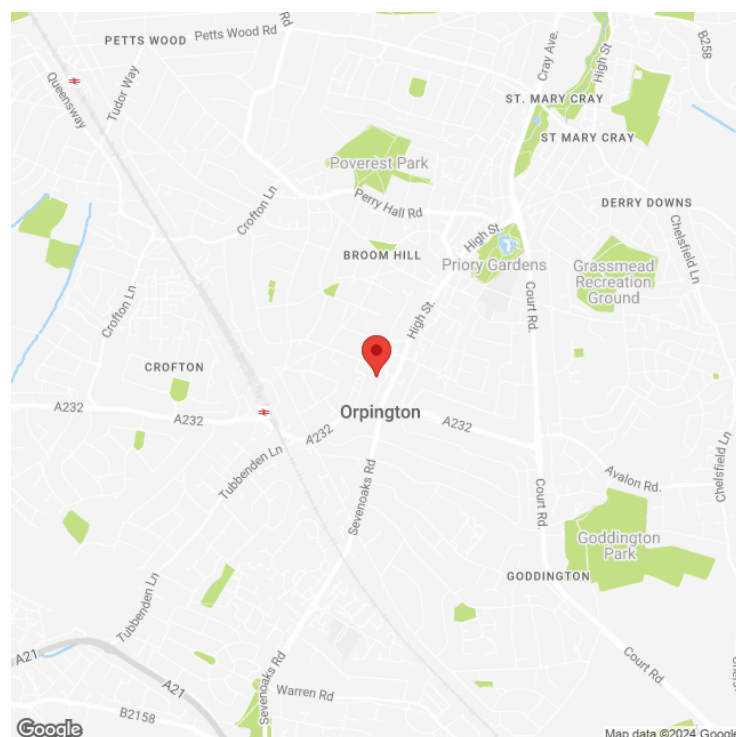 PETTS WOOD
Petts Wood Rd
Rd
B258
Cray Ave.
High St
Queensway
Tudor Way
ST. MARY CRAY
ST MARY CRAY
Poverest Park
Crofton Ln
Perry Hall Rd
DERRY DOWNS
Chelsfield Ln
High St.
BROOM HILL
Priory Gardens
Grassmead
Recreation
Ground
Crofton Ln
High St.
Court Rd.
CROFTON
A232
A232
Orpington
A232
A232
Tubbenden Ln
Sevenoaks Rd
Avalon Rd.
Chelsfield Ln
Court Rd.
Goddington
Park
GODDINGTON
Tubbenden Ln
A21
A21
Sevenoaks Rd
Warren Rd
Court Rd.
B2158
Google
Map data ©2024 Google